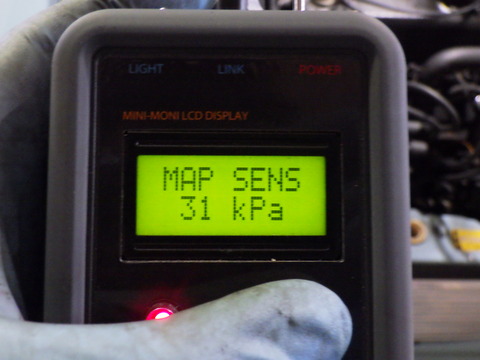 LIGHT LINK POWER
MINI-MONI LCD DISPLAY
MAP SENS
31 kPa